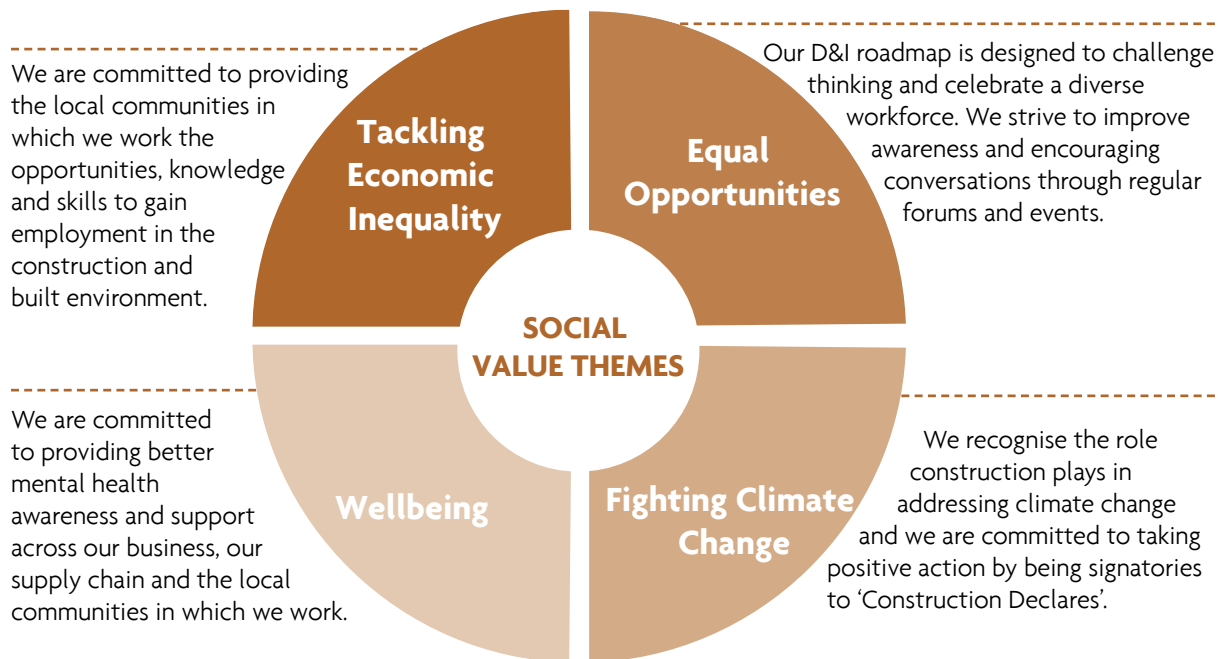 We are committed to providing
the local communities in
which we work the
opportunities, knowledge
and skills to gain
employment in the
construction and
built environment.
Tackling
Economic
Inequality
Equal
Opportunities
Our D&I roadmap is designed to challenge
thinking and celebrate a diverse
workforce. We strive to improve
awareness and encouraging
conversations through regular
forums and events.
SOCIAL
VALUE THEMES
We are committed
to providing better
mental health
awareness and support
across our business, our
supply chain and the local
communities in which we work.
Wellbeing
Fighting Climate
Change
We recognise the role
construction plays in
addressing climate change
and we are committed to taking
positive action by being signatories
to ‘Construction Declares’.